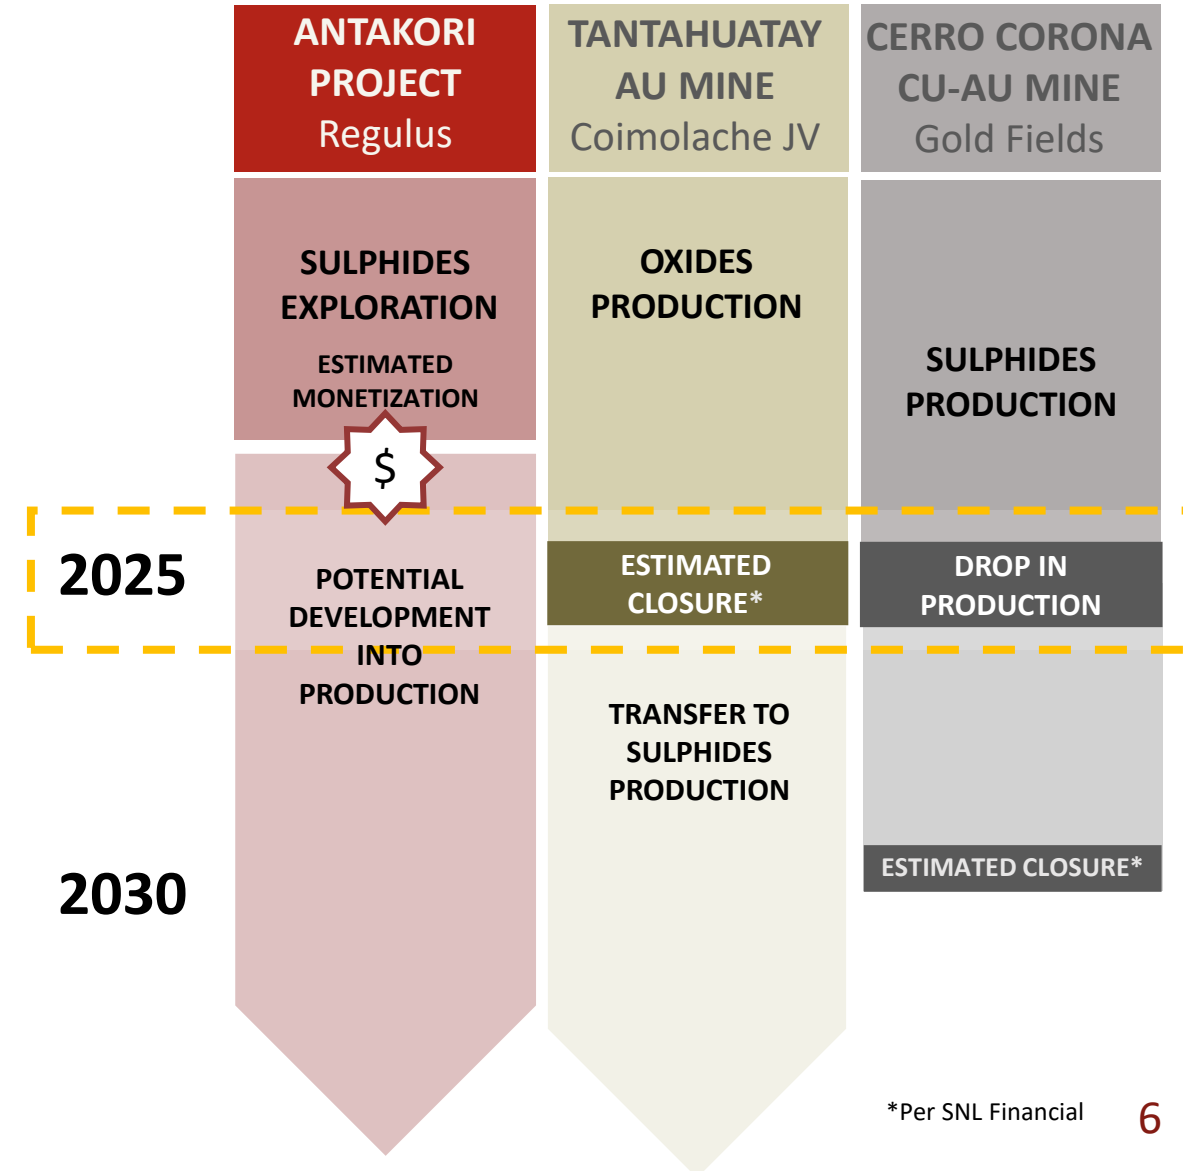 ANTAKORI
PROJECT
Regulus
TANTAHUATAY
AU MINE
Coimolache JV
CERRO CORONA
CU-AU MINE
Gold Fields
SULPHIDES
EXPLORATION
ESTIMATED
MONETIZATION
$
OXIDES
PRODUCTION
SULPHIDES
PRODUCTION
2025
POTENTIAL
DEVELOPMENT
INTO
PRODUCTION
ESTIMATED
CLOSURE*
DROP IN
PRODUCTION
TRANSFER TO
SULPHIDES
PRODUCTION
2030
ESTIMATED CLOSURE*
*Per SNL Financial
6